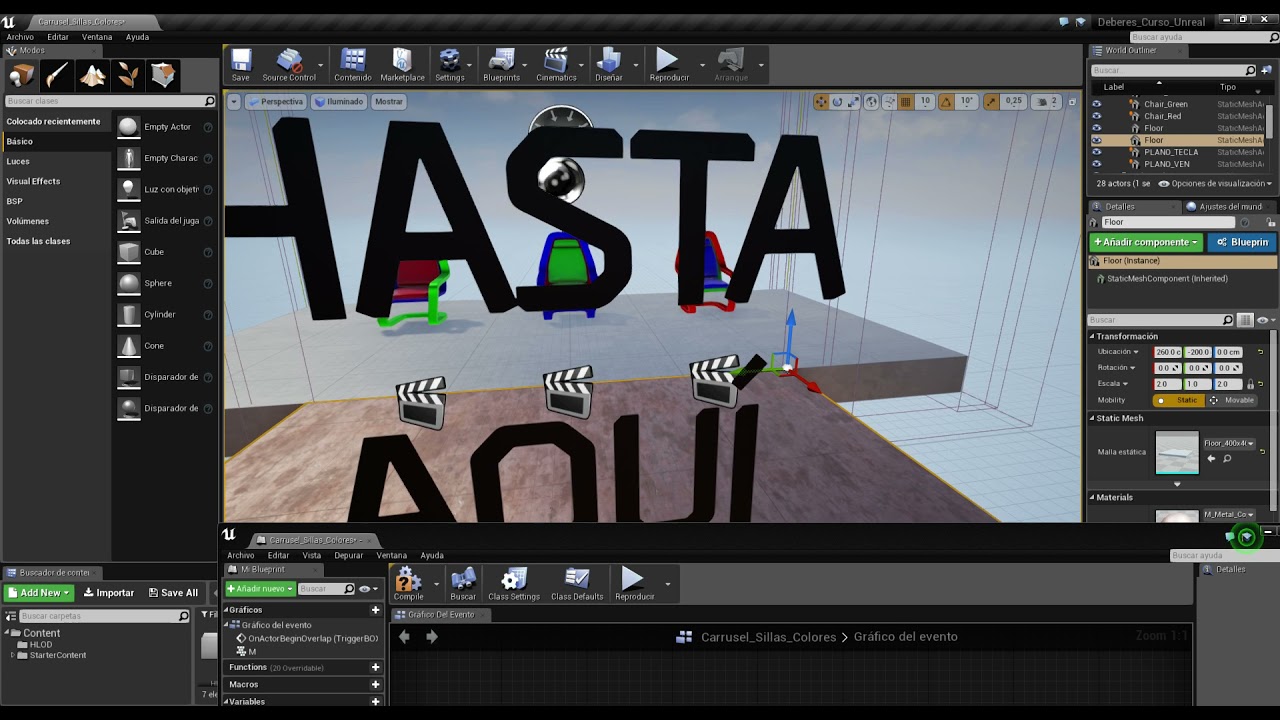 Carrusel_Sillas_Colores*
Deberes_Curso_Unreal
Archivo Editar Ventana Ayuda
Buscar ayuda
Modos
World Outliner
Save Source Control Contenido Marketplace Settings Blueprints Cinematics Diseñar Reproducir Arranque
Buscar clases
Buscar...
Label Tipo
Colocado recientemente
Básico
Luces
Visual Effects
BSP
Volúmenes
Todas las clases
Empty Actor
Empty Charac
Luz con objeti
Salida del juga
Cube
Sphere
Cylinder
Cone
Disparador de
Disparador de
Perspectiva Iluminado Mostrar
10 10° 0,25 2
HASTA
AQUI
Chair_Green StaticMeshA
Chair_Red StaticMeshA
Floor StaticMeshA
Floor StaticMeshA
PLANO_TECLA StaticMeshA
PLANO_VEN StaticMeshA
28 actors (1 se Opciones de visualización
Detalles Ajustes del mund
Floor
+Añadir componente Blueprin
Floor (Instance)
StaticMeshComponent (Inherited)
Buscar
Transformación
Ubicación 260.0 c -200.0 0.0 cm
Rotación 0.0 0.0 0.0
Escala 2.0 1.0 2.0
Mobility Static Movable
Static Mesh
Malla estática Floor_400x4
Materials
M_Metal_Co
Buscador de conte
Add New Importar Save All
Buscar carpetas
Content
HLOD
StarterContent
7 ele
Carrusel_Sillas_Colores*
Archivo Editar Vista Depurar Ventana Ayuda
Buscar ayuda
Mi Blueprint
Detalles
+Añadir nuevo Buscar
Compile Buscar Class Settings Class Defaults Reproducir
Gráficos
Gráfico del evento
OnActorBeginOverlap (TriggerBO
M
Functions (20 Overridable)
Macros
Variables
Gráfico Del Evento
Carrusel_Sillas_Colores > Gráfico del evento
Zoom 1:1